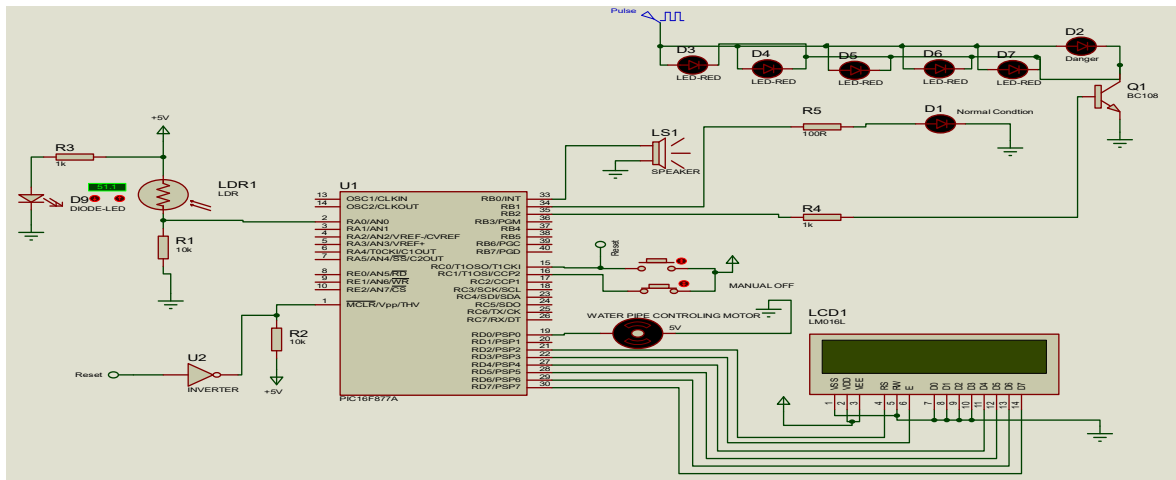 Pulse
D3
LED-RED
D4
LED-RED
D5
LED-RED
D6
LED-RED
D7
LED-RED
D2
Danger
Q1
BC108
R5
100R
D1
Normal Condtion
LS1
SPEAKER
+5V
R3
1k
D9
DIODE-LED
51.1
LDR1
LDR
R1
10k
U1
13 OSC1/CLKIN RB0/INT 33
14 OSC2/CLKOUT RB1 34
RB2 35
2 RA0/AN0 RB3/PGM 36
3 RA1/AN1 RB4 37
4 RA2/AN2/VREF-/CVREF RB5 38
5 RA3/AN3/VREF+ RB6/PGC 39
6 RA4/T0CKI/C1OUT RB7/PGD 40
7 RA5/AN4/SS/C2OUT
RC0/T1OSO/T1CKI 15
8 RE0/AN5/RD RC1/T1OSI/CCP2 16
9 RE1/AN6/WR RC2/CCP1 17
10 RE2/AN7/CS RC3/SCK/SCL 18
RC4/SDI/SDA 23
1 MCLR/Vpp/THV RC5/SDO 24
RC6/TX/CK 25
RC7/RX/DT 26
RD0/PSP0 19
RD1/PSP1 20
RD2/PSP2 21
RD3/PSP3 22
RD4/PSP4 27
RD5/PSP5 28
RD6/PSP6 29
RD7/PSP7 30
PIC16F877A
R4
1k
Reset
MANUAL OFF
WATER PIPE CONTROLING MOTOR
5V
R2
10k
+5V
U2
Reset
INVERTER
LCD1
LM016L
VSS VDD VEE RS RW E D0 D1 D2 D3 D4 D5 D6 D7
1 2 3 4 5 6 7 8 9 10 11 12 13 14